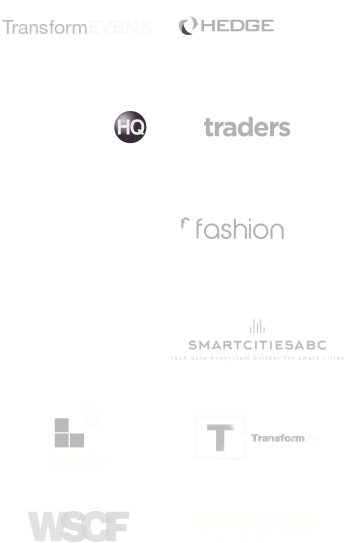 TransformEVENS
HEDGE
HQ
traders
fashion
SMARTCITIESABC
tech data ecosystem builder for smart cities
T
Transform
WSCF